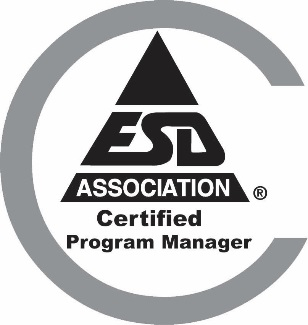 ESD
ASSOCIATION ®
Certified
Program Manager